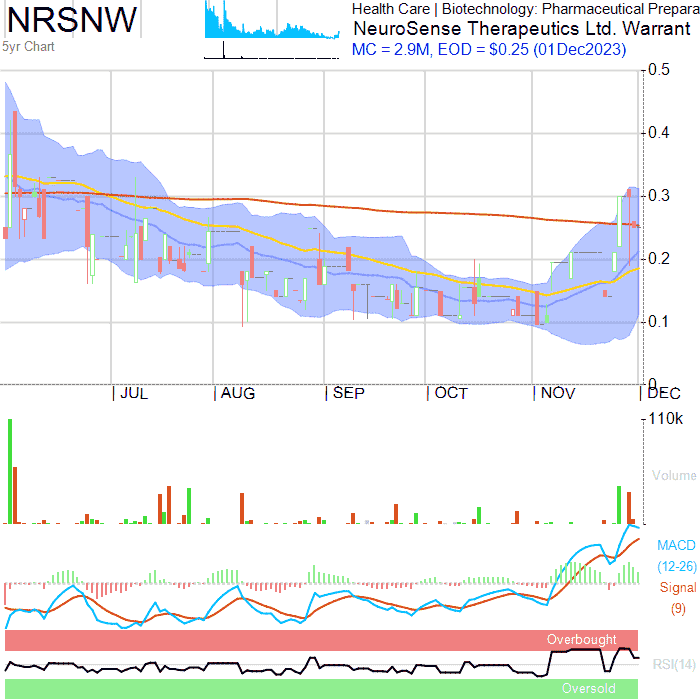 NRSNW
5yr Chart
Health Care | Biotechnology: Pharmaceutical Prepara
NeuroSense Therapeutics Ltd. Warrant
MC = 2.9M, EOD = $0.25 (01Dec2023)
0.5
0.4
0.3
0.2
0.1
0
JUL
AUG
SEP
OCT
NOV
DEC
110k
Volume
MACD
(12-26)
Signal
(9)
Overbought
RSI(14)
Oversold